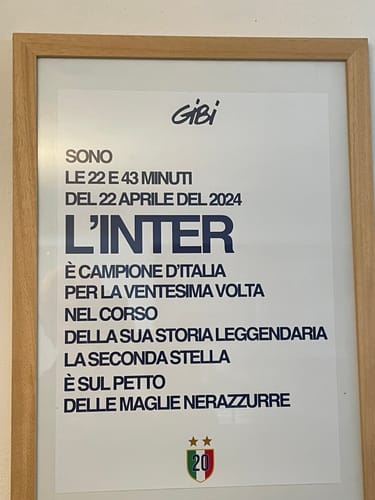 GiBi
SONO
LE 22 E 43 MINUTI
DEL 22 APRILE DEL 2024
L'INTER
È CAMPIONE D'ITALIA
PER LA VENTESIMA VOLTA
NEL CORSO
DELLA SUA STORIA LEGGENDARIA
LA SECONDA STELLA
È SUL PETTO
DELLE MAGLIE NERAZZURRE
20